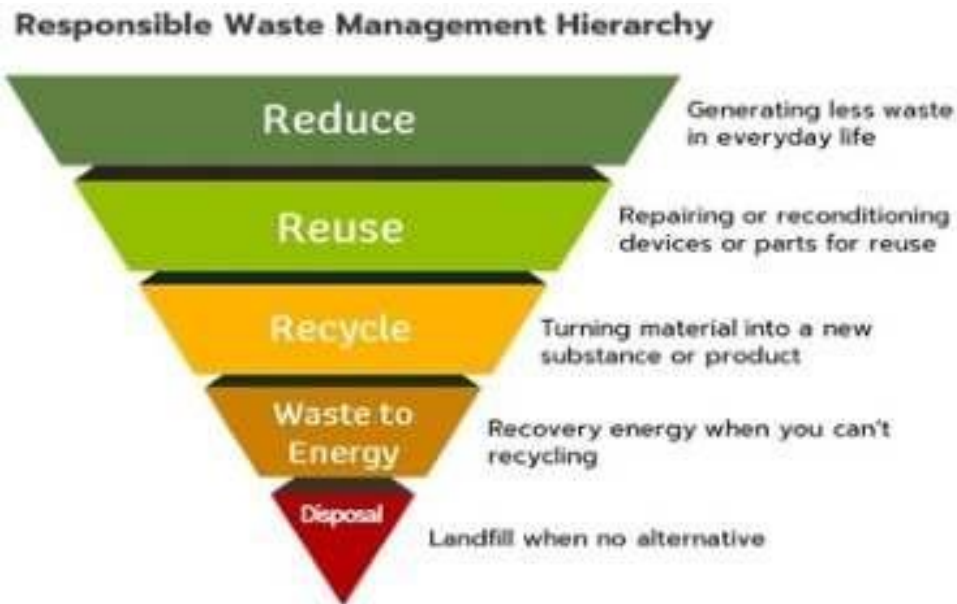 Responsible Waste Management Hierarchy
Reduce
Generating less waste
in everyday life
Reuse
Repairing or reconditioning
devices or parts for reuse
Recycle
Turning material into a new
substance or product
Waste to
Energy
Recovery energy when you can't
recycling
Disposal
Landfill when no alternative